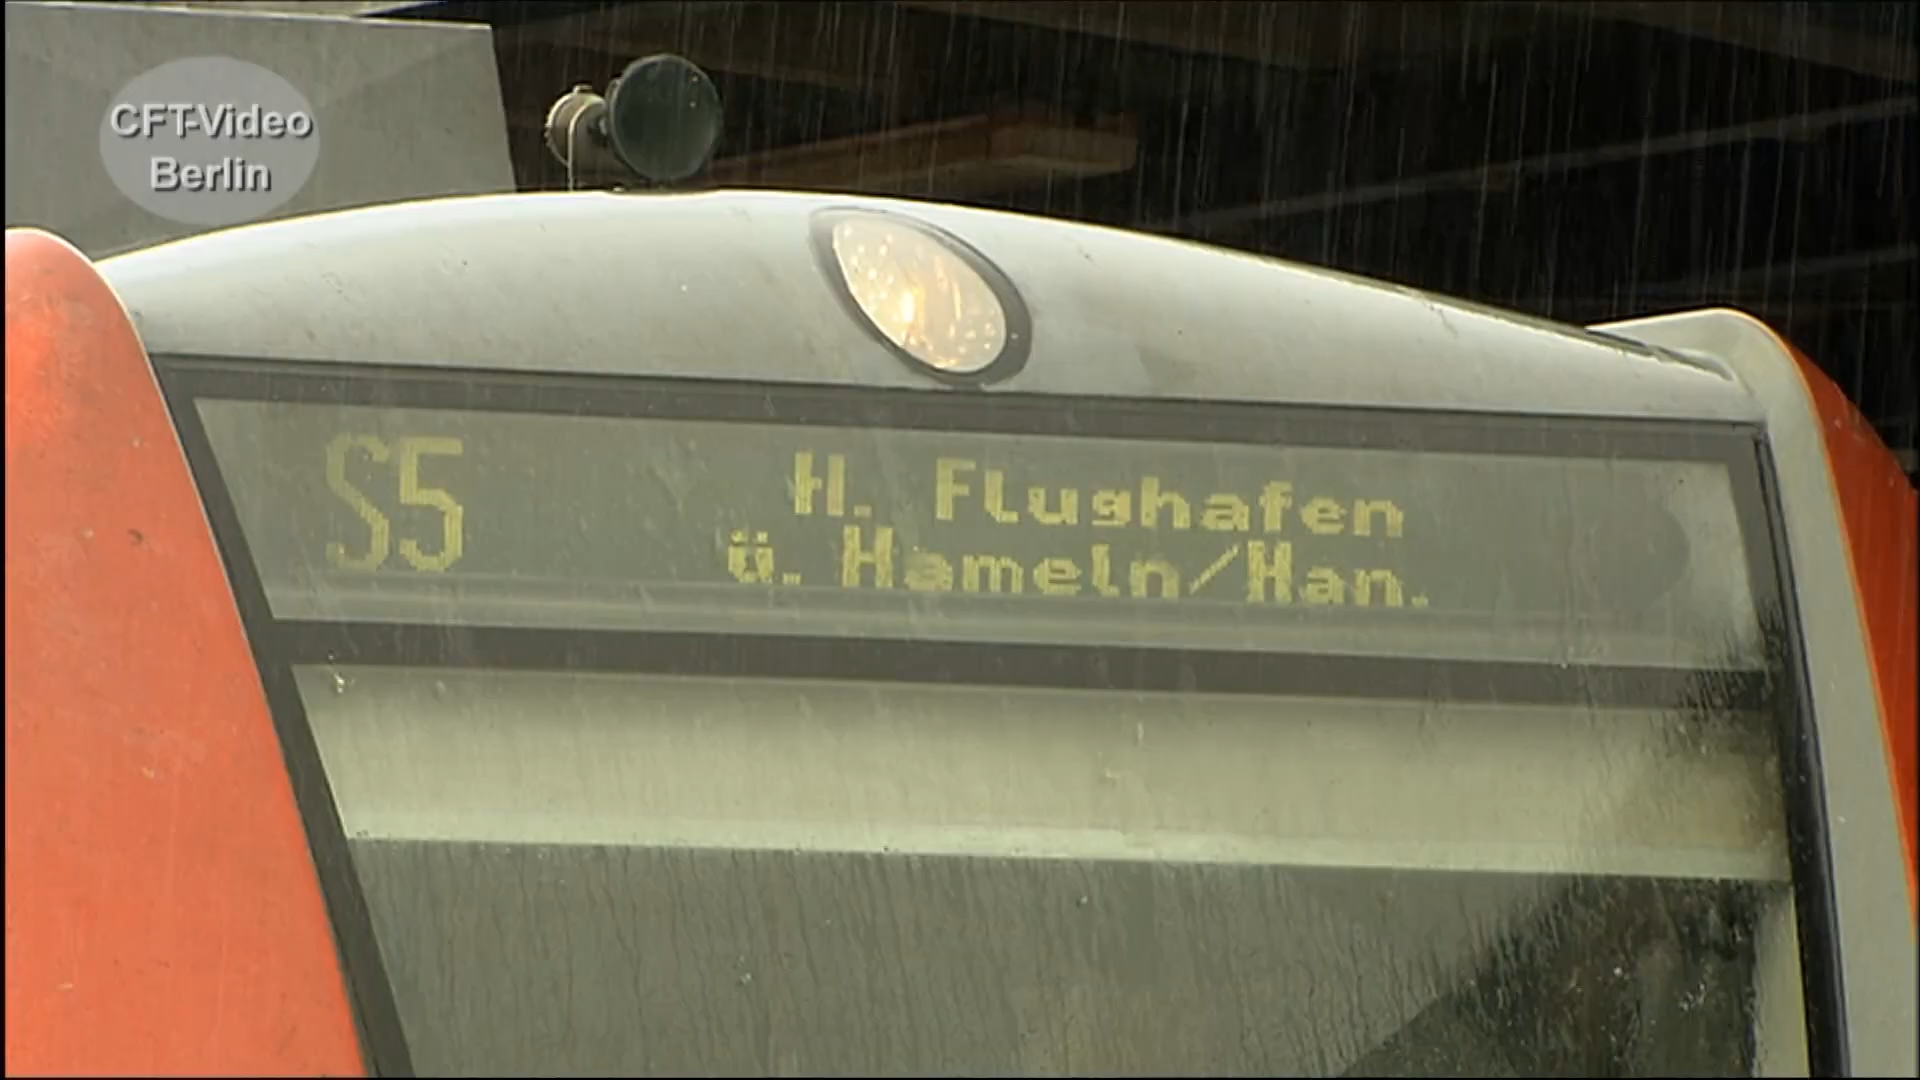 CFT-Video
Berlin
S5
H. Flughafen
ü. Hameln/Han.